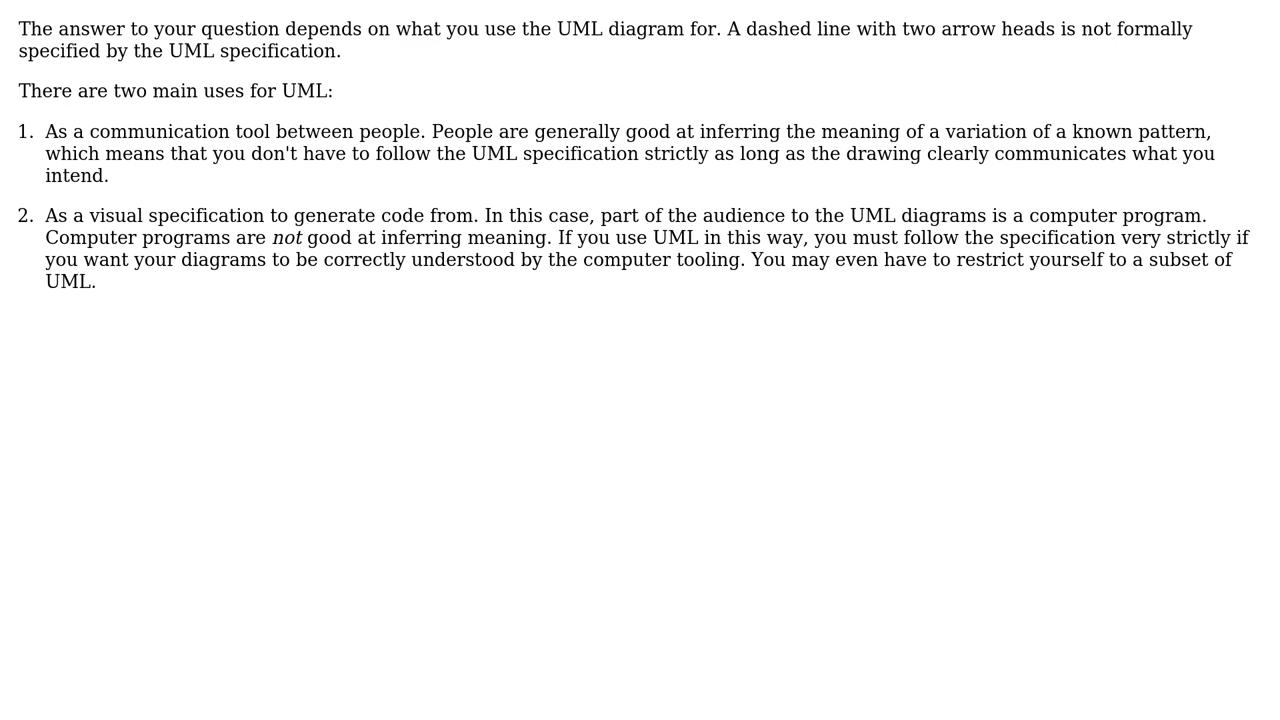 The answer to your question depends on what you use the UML diagram for. A dashed line with two arrow heads is not formally
specified by the UML specification.
There are two main uses for UML:
1. As a communication tool between people. People are generally good at inferring the meaning of a variation of a known pattern,
which means that you don't have to follow the UML specification strictly as long as the drawing clearly communicates what you
intend.
2. As a visual specification to generate code from. In this case, part of the audience to the UML diagrams is a computer program.
Computer programs are not good at inferring meaning. If you use UML in this way, you must follow the specification very strictly if
you want your diagrams to be correctly understood by the computer tooling. You may even have to restrict yourself to a subset of
UML.